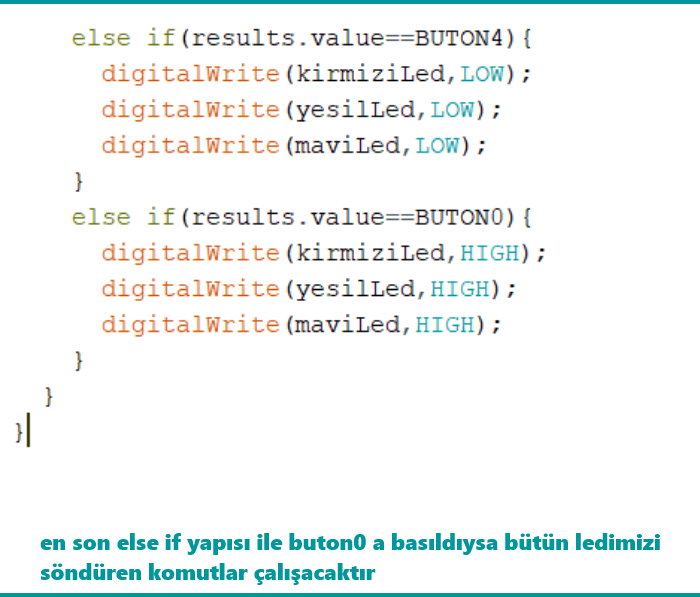 else if(results.value==BUTON4){
digitalWrite(kirmiziLed,LOW);
digitalWrite(yesilLed,LOW);
digitalWrite(maviLed,LOW);
}
else if(results.value==BUTON0){
digitalWrite(kirmiziLed,HIGH);
digitalWrite(yesilLed,HIGH);
digitalWrite(maviLed,HIGH);
}
}
}
en son else if yapısı ile buton0 a basıldıysa bütün ledimizi
söndüren komutlar çalışacaktır